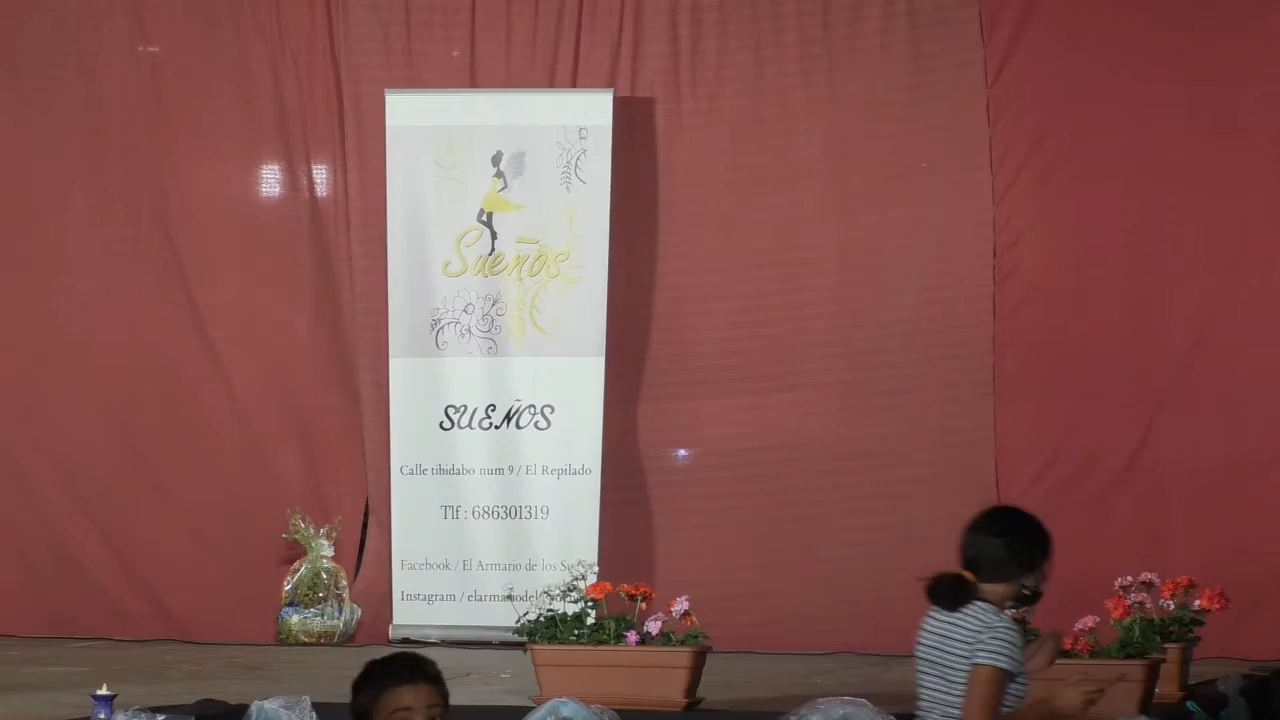 Sueños
SUEÑOS
Calle tibidabo num 9 / El Repilado
Tlf : 686301319
Facebook / El Armario de los
Instagram /